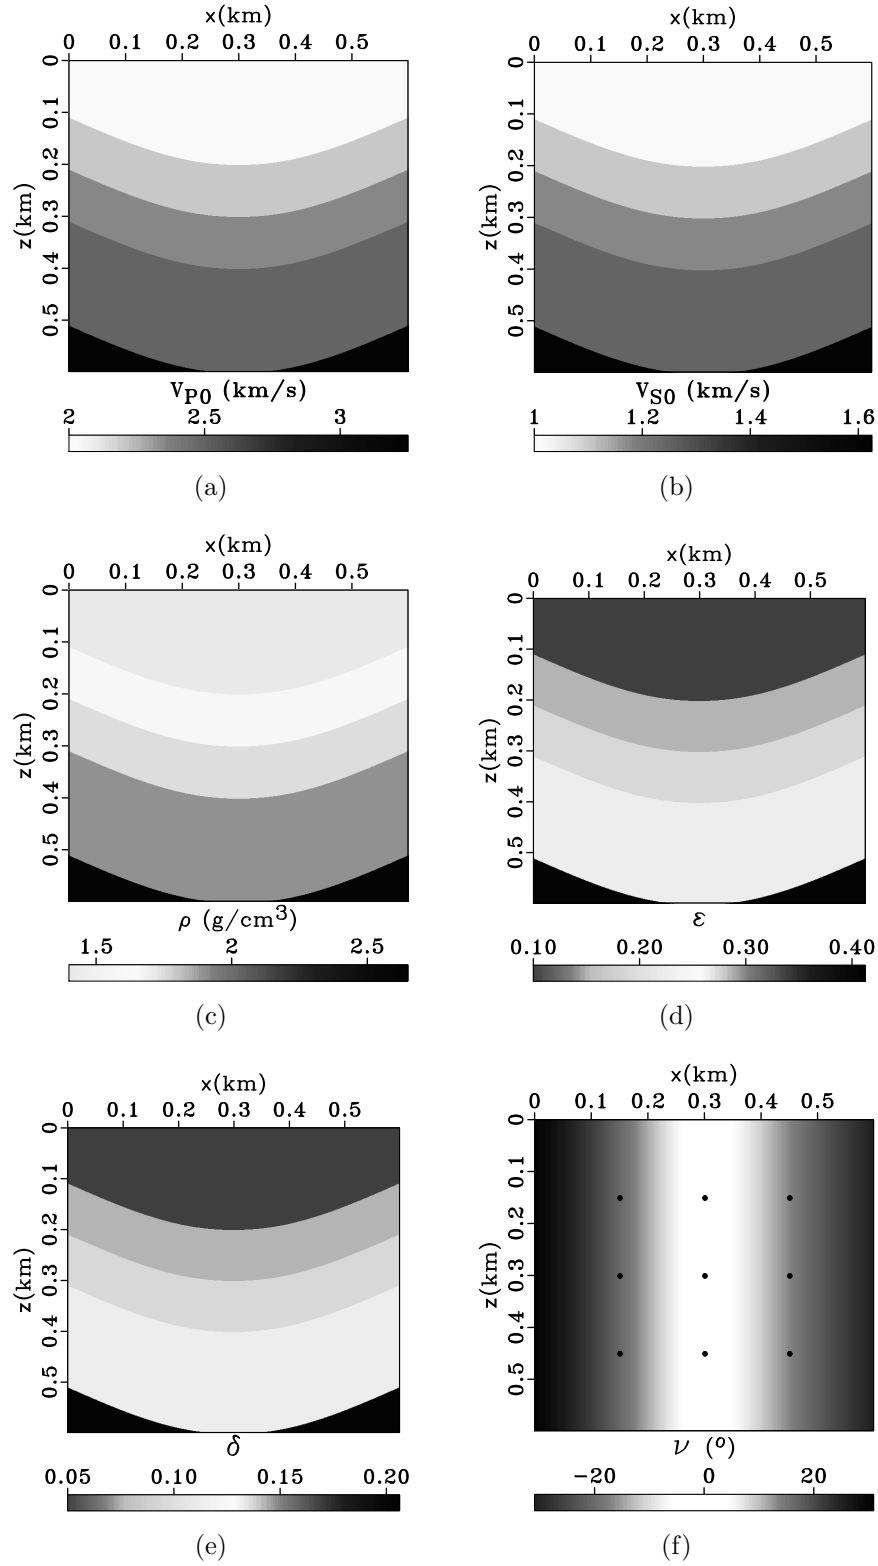 x(km)
0 0.1 0.2 0.3 0.4 0.5
z(km)
0 0.1 0.2 0.3 0.4 0.5
V_P0 (km/s)
2 2.5 3
(a)
x(km)
0 0.1 0.2 0.3 0.4 0.5
z(km)
0 0.1 0.2 0.3 0.4 0.5
V_S0 (km/s)
1 1.2 1.4 1.6
(b)
x(km)
0 0.1 0.2 0.3 0.4 0.5
z(km)
0 0.1 0.2 0.3 0.4 0.5
ρ (g/cm³)
1.5 2 2.5
(c)
x(km)
0 0.1 0.2 0.3 0.4 0.5
z(km)
0 0.1 0.2 0.3 0.4 0.5
ε
0.10 0.20 0.30 0.40
(d)
x(km)
0 0.1 0.2 0.3 0.4 0.5
z(km)
0 0.1 0.2 0.3 0.4 0.5
δ
0.05 0.10 0.15 0.20
(e)
x(km)
0 0.1 0.2 0.3 0.4 0.5
z(km)
0 0.1 0.2 0.3 0.4 0.5
ν (º)
−20 0 20
(f)